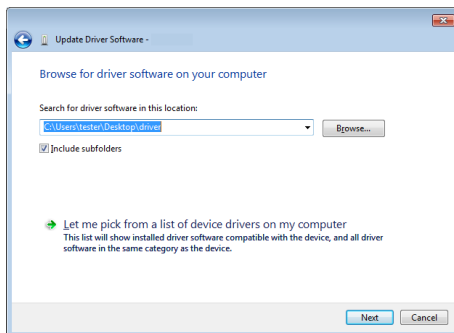 Update Driver Software -
Browse for driver software on your computer
Search for driver software in this location:
C:\Users\tester\Desktop\driver
Browse...
Include subfolders
Let me pick from a list of device drivers on my computer
This list will show installed driver software compatible with the device, and all driver
software in the same category as the device.
Next
Cancel